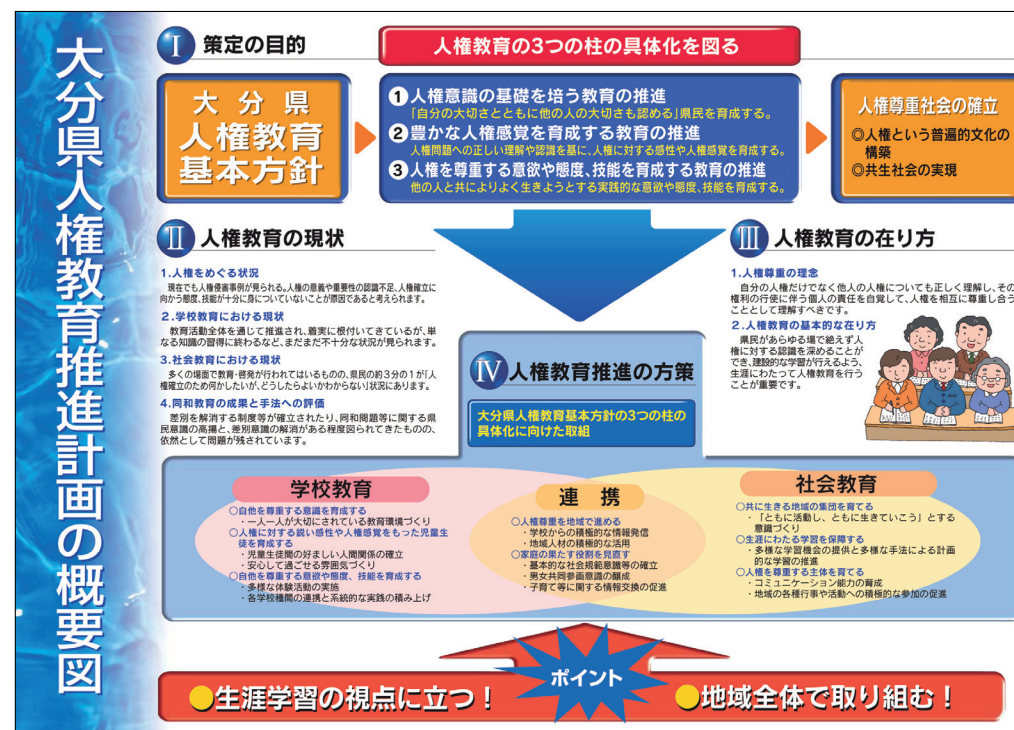 大分県人権教育推進計画の概要図
Ⅰ 策定の目的
人権教育の3つの柱の具体化を図る
大分県
人権教育
基本方針
❶人権意識の基礎を培う教育の推進
「自分の大切さとともに他の人の大切さも認める」県民を育成する。
❷豊かな人権感覚を育成する教育の推進
人権問題への正しい理解や認識を基に、人権に対する感性や人権感覚を育成する。
❸人権を尊重する意欲や態度、技能を育成する教育の推進
他の人と共によりよく生きようとする実践的な意欲や態度、技能を育成する。
人権尊重社会の確立
◎人権という普遍的文化の
構築
◎共生社会の実現
Ⅱ 人権教育の現状
1.人権をめぐる状況
現在でも人権侵害事例が見られる。人権の意義や重要性の認識不足、人権確立に
向かう態度、技能が十分に身についていないことが原因であると考えられます。
2.学校教育における現状
教育活動全体を通じて推進され、着実に根付いてきているが、単
なる知識の習得に終わるなど、まだまだ不十分な状況が見られます。
3.社会教育における現状
多くの場面で教育・啓発が行われてはいるものの、県民の約3分の1が「人
権確立のため何かしたいが、どうしたらよいかわからない」状況にあります。
4.同和教育の成果と手法への評価
差別を解消する制度等が確立されたり、同和問題等に関する県
民意識の高揚と、差別意識の解消がある程度図られてきたものの、
依然として問題が残されています。
Ⅲ 人権教育の在り方
1.人権尊重の理念
自分の人権だけでなく他人の人権についても正しく理解し、その
権利の行使に伴う個人の責任を自覚して、人権を相互に尊重し合う
こととして理解すべきです。
2.人権教育の基本的な在り方
県民があらゆる場で絶えず人
権に対する認識を深めることが
でき、建設的な学習が行えるよう、
生涯にわたって人権教育を行う
ことが重要です。
Ⅳ 人権教育推進の方策
大分県人権教育基本方針の3つの柱の
具体化に向けた取組
学校教育
○自他を尊重する意識を育成する
・一人一人が大切にされている教育環境づくり
○人権に対する鋭い感性や人権感覚をもった児童生
徒を育成する
・児童生徒間の好ましい人間関係の確立
・安心して過ごせる雰囲気づくり
○自他を尊重する意欲や態度、技能を育成する
・多様な体験活動の実施
・各学校種間の連携と系統的な実践の積み上げ
連携
○人権尊重を地域で進める
・学校からの積極的な情報発信
・地域人材の積極的な活用
○家庭の果たす役割を見直す
・基本的な社会規範意識等の確立
・男女共同参画意識の醸成
・子育て等に関する情報交換の促進
社会教育
○共に生きる地域の集団を育てる
・「ともに活動し、ともに生きていこう」とする
意識づくり
○生涯にわたる学習を保障する
・多様な学習機会の提供と多様な手法による計画
的な学習の推進
○人権を尊重する主体を育てる
・コミュニケーション能力の育成
・地域の各種行事や活動への積極的な参加の促進
ポイント
●生涯学習の視点に立つ！
●地域全体で取り組む！